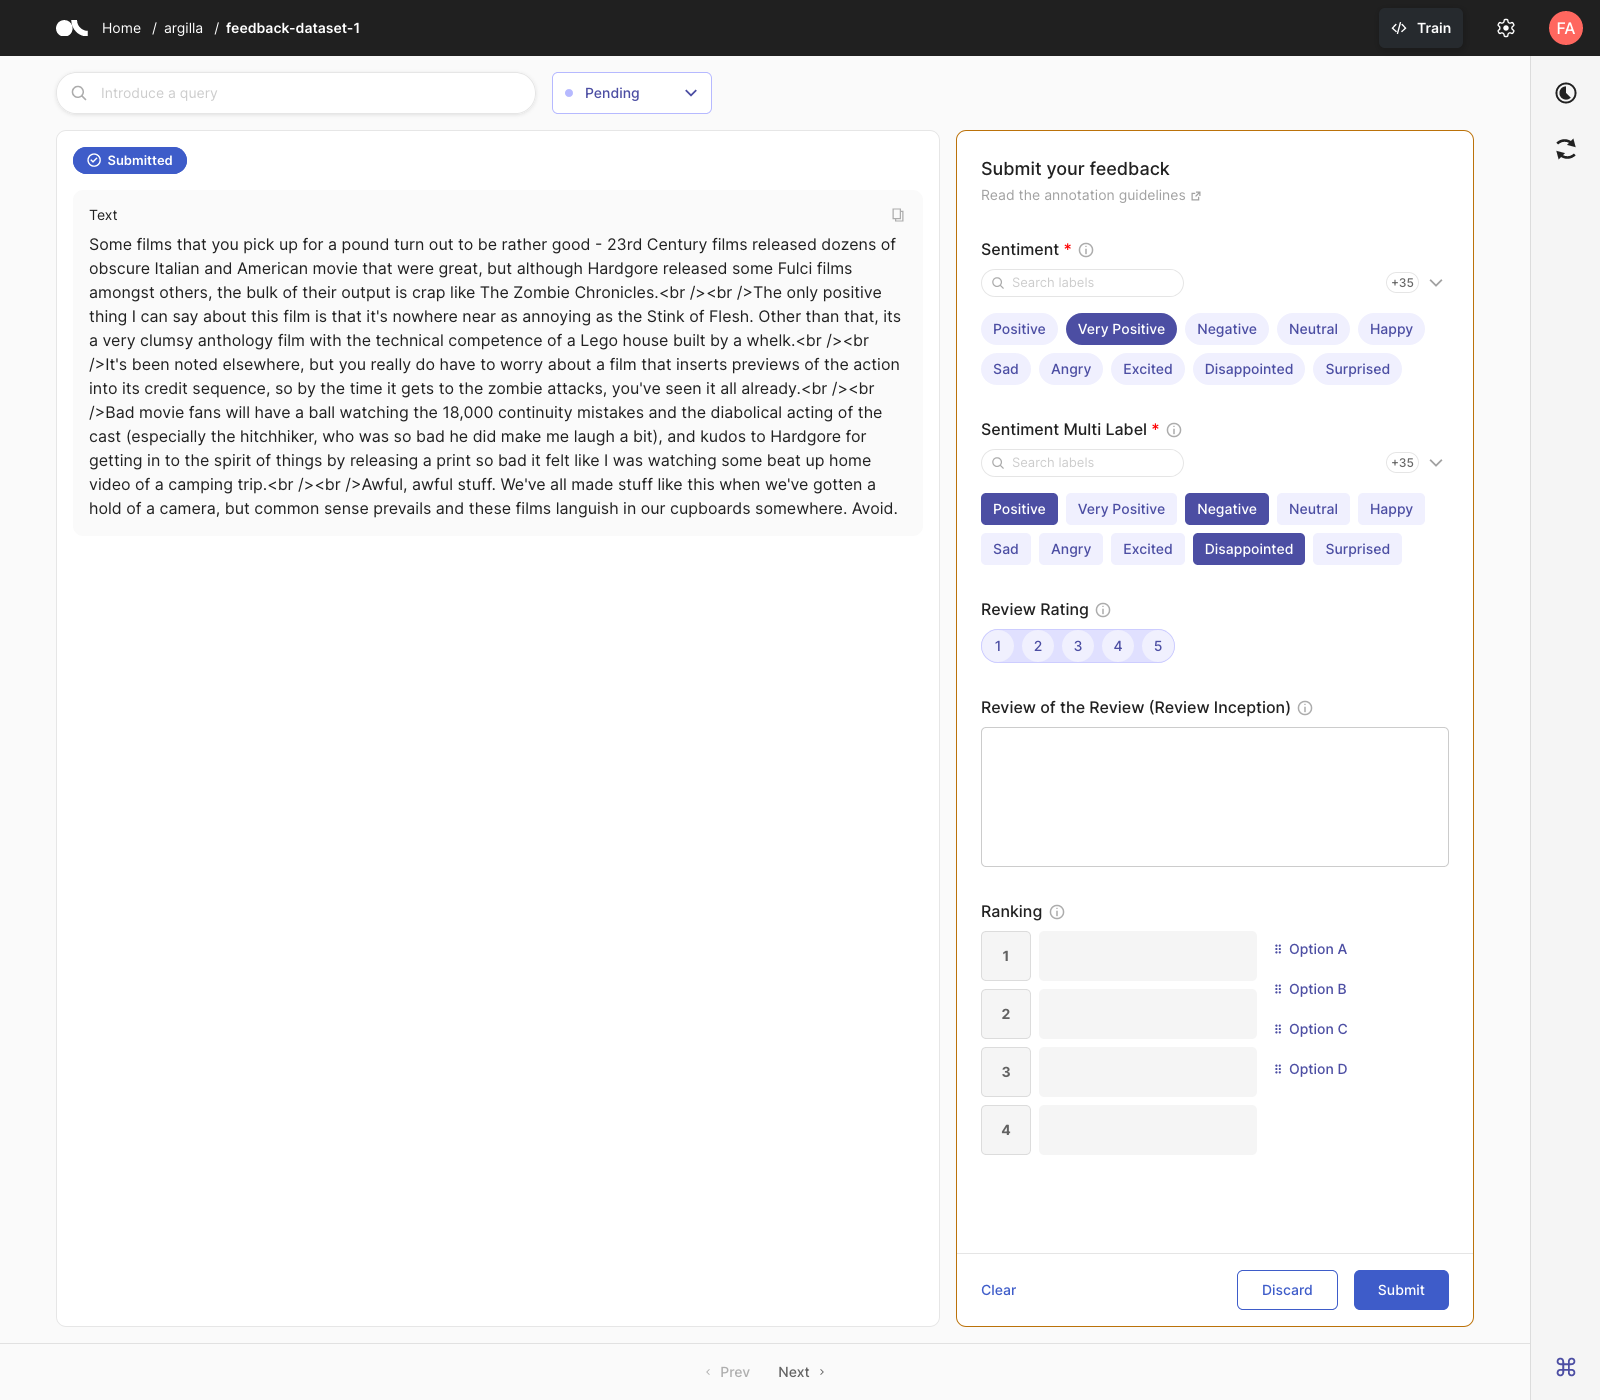 Home / argilla / feedback-dataset-1
Train
FA
Introduce a query
Pending
Submitted
Text
Some films that you pick up for a pound turn out to be rather good - 23rd Century films released dozens of
obscure Italian and American movie that were great, but although Hardgore released some Fulci films
amongst others, the bulk of their output is crap like The Zombie Chronicles.<br /><br />The only positive
thing I can say about this film is that it's nowhere near as annoying as the Stink of Flesh. Other than that, its
a very clumsy anthology film with the technical competence of a Lego house built by a whelk.<br /><br
/>It's been noted elsewhere, but you really do have to worry about a film that inserts previews of the action
into its credit sequence, so by the time it gets to the zombie attacks, you've seen it all already.<br /><br
/>Bad movie fans will have a ball watching the 18,000 continuity mistakes and the diabolical acting of the
cast (especially the hitchhiker, who was so bad he did make me laugh a bit), and kudos to Hardgore for
getting in to the spirit of things by releasing a print so bad it felt like I was watching some beat up home
video of a camping trip.<br /><br />Awful, awful stuff. We've all made stuff like this when we've gotten a
hold of a camera, but common sense prevails and these films languish in our cupboards somewhere. Avoid.
Submit your feedback
Read the annotation guidelines
Sentiment *
Search labels
+35
Positive Very Positive Negative Neutral Happy
Sad Angry Excited Disappointed Surprised
Sentiment Multi Label *
Search labels
+35
Positive Very Positive Negative Neutral Happy
Sad Angry Excited Disappointed Surprised
Review Rating
1 2 3 4 5
Review of the Review (Review Inception)
Ranking
1
2
3
4
Option A
Option B
Option C
Option D
Clear
Discard
Submit
Prev
Next